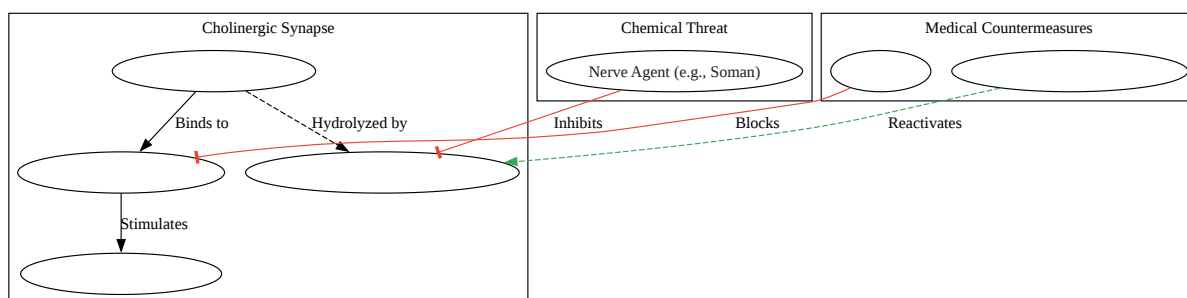 Cholinergic Synapse
Chemical Threat
Medical Countermeasures
Nerve Agent (e.g., Soman)
Binds to
Hydrolyzed by
Inhibits
Blocks
Reactivates
Stimulates